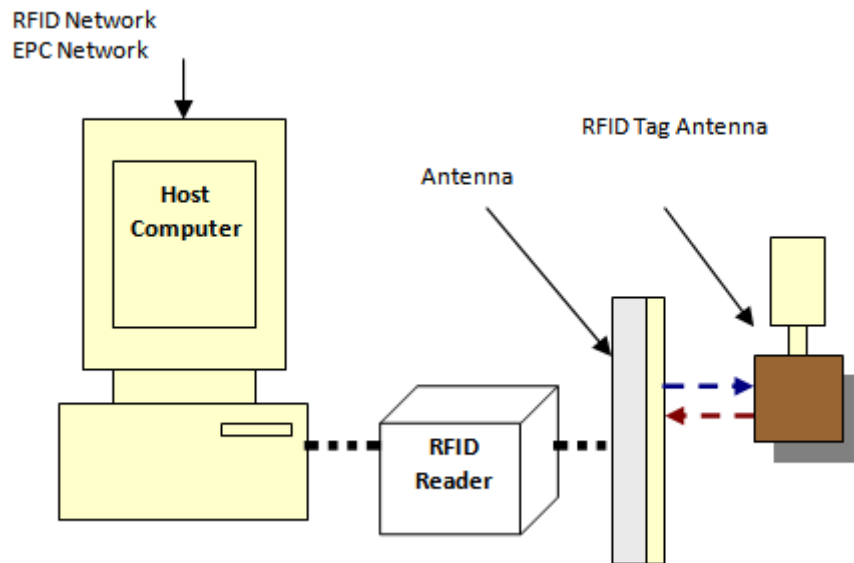 RFID Network
EPC Network
RFID Tag Antenna
Antenna
Host
Computer
RFID
Reader